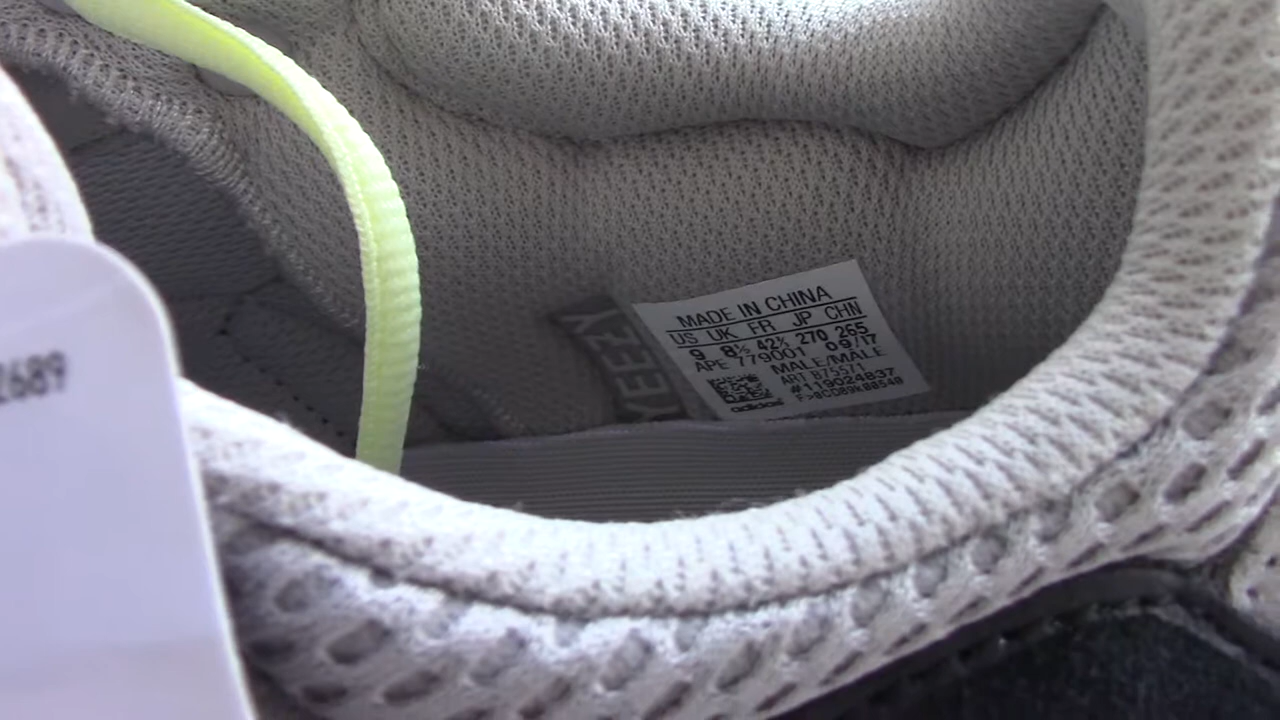 MADE IN CHINA
US UK FR JP CHN
9 8½ 42⅔ 270 265
APE 779001 09/17
MALE/MALE
ART B75571
#119024837
adidas
YEEZY
2689